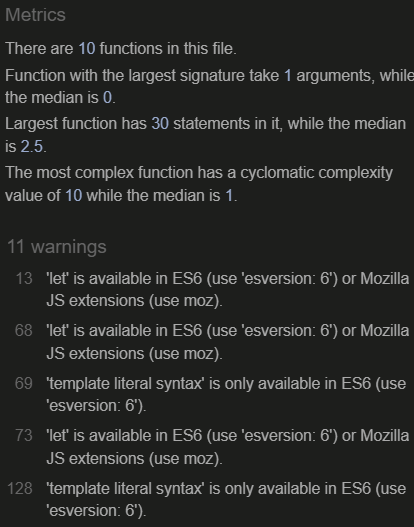 Metrics
There are 10 functions in this file.
Function with the largest signature take 1 arguments, while
the median is 0.
Largest function has 30 statements in it, while the median
is 2.5.
The most complex function has a cyclomatic complexity
value of 10 while the median is 1.
11 warnings
13 'let' is available in ES6 (use 'esversion: 6') or Mozilla
JS extensions (use moz).
68 'let' is available in ES6 (use 'esversion: 6') or Mozilla
JS extensions (use moz).
69 'template literal syntax' is only available in ES6 (use
'esversion: 6').
73 'let' is available in ES6 (use 'esversion: 6') or Mozilla
JS extensions (use moz).
128 'template literal syntax' is only available in ES6 (use
'esversion: 6').